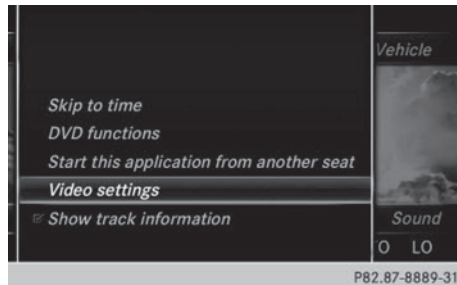 Vehicle
Skip to time
DVD functions
Start this application from another seat
Video settings
Show track information
Sound
TO LO
P82.87-8889-31